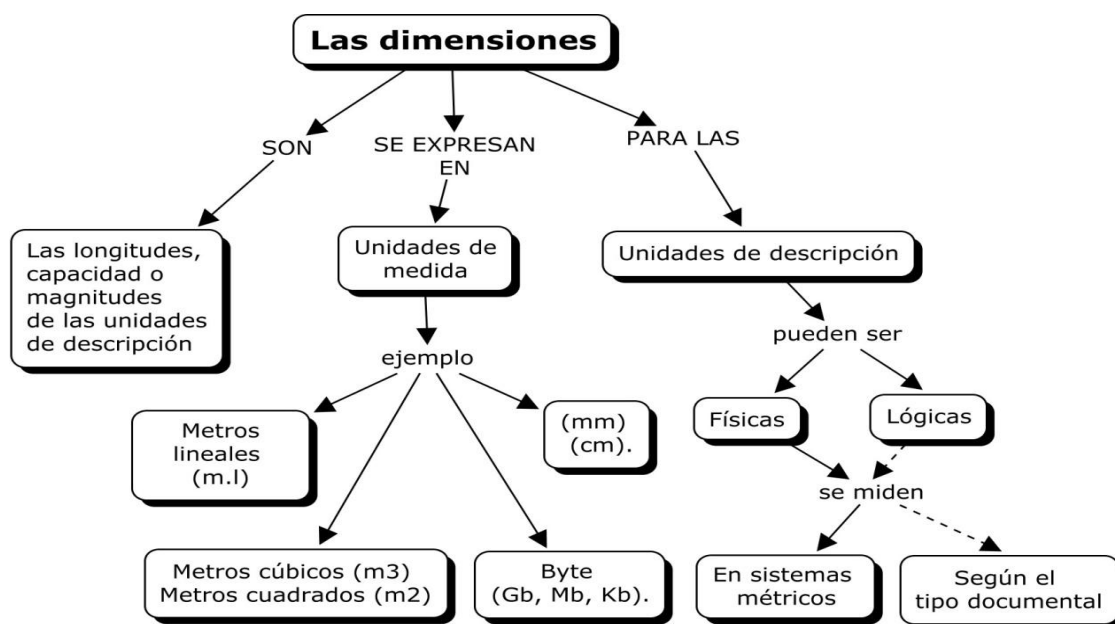 Las dimensiones
SON
SE EXPRESAN
EN
PARA LAS
Las longitudes,
capacidad o
magnitudes
de las unidades
de descripción
Unidades de
medida
Unidades de descripción
ejemplo
pueden ser
Metros
lineales
(m.l)
(mm)
(cm).
Físicas
Lógicas
se miden
Metros cúbicos (m3)
Metros cuadrados (m2)
Byte
(Gb, Mb, Kb).
En sistemas
métricos
Según el
tipo documental